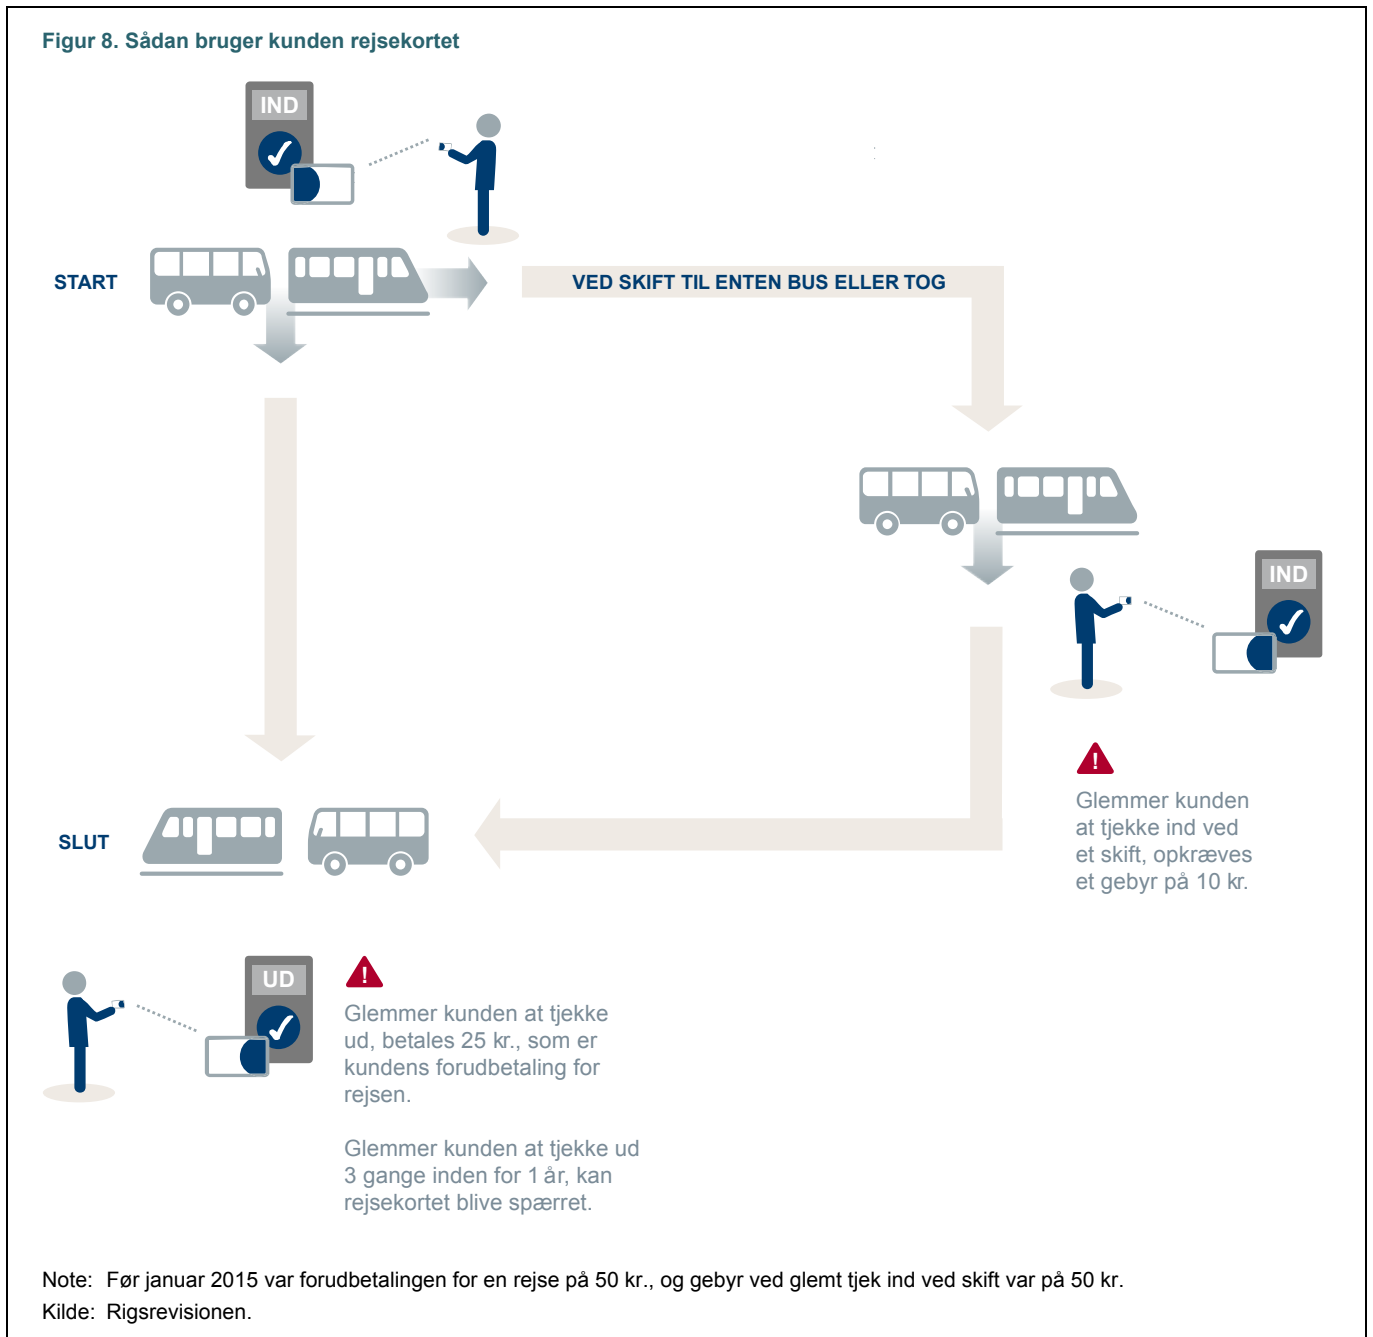 Figur 8. Sådan bruger kunden rejsekortet
IND
START
VED SKIFT TIL ENTEN BUS ELLER TOG
IND
Glemmer kunden
at tjekke ind ved
et skift, opkræves
et gebyr på 10 kr.
SLUT
UD
Glemmer kunden at tjekke
ud, betales 25 kr., som er
kundens forudbetaling for
rejsen.
Glemmer kunden at tjekke ud
3 gange inden for 1 år, kan
rejsekortet blive spærret.
Note: Før januar 2015 var forudbetalingen for en rejse på 50 kr., og gebyr ved glemt tjek ind ved skift var på 50 kr.
Kilde: Rigsrevisionen.